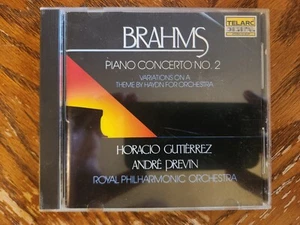 TELARC
BRAHMS
PIANO CONCERTO NO. 2
VARIATIONS ON A
THEME BY HAYDN FOR ORCHESTRA
HORACIO GUTIÉRREZ
ANDRÉ PREVIN
ROYAL PHILHARMONIC ORCHESTRA